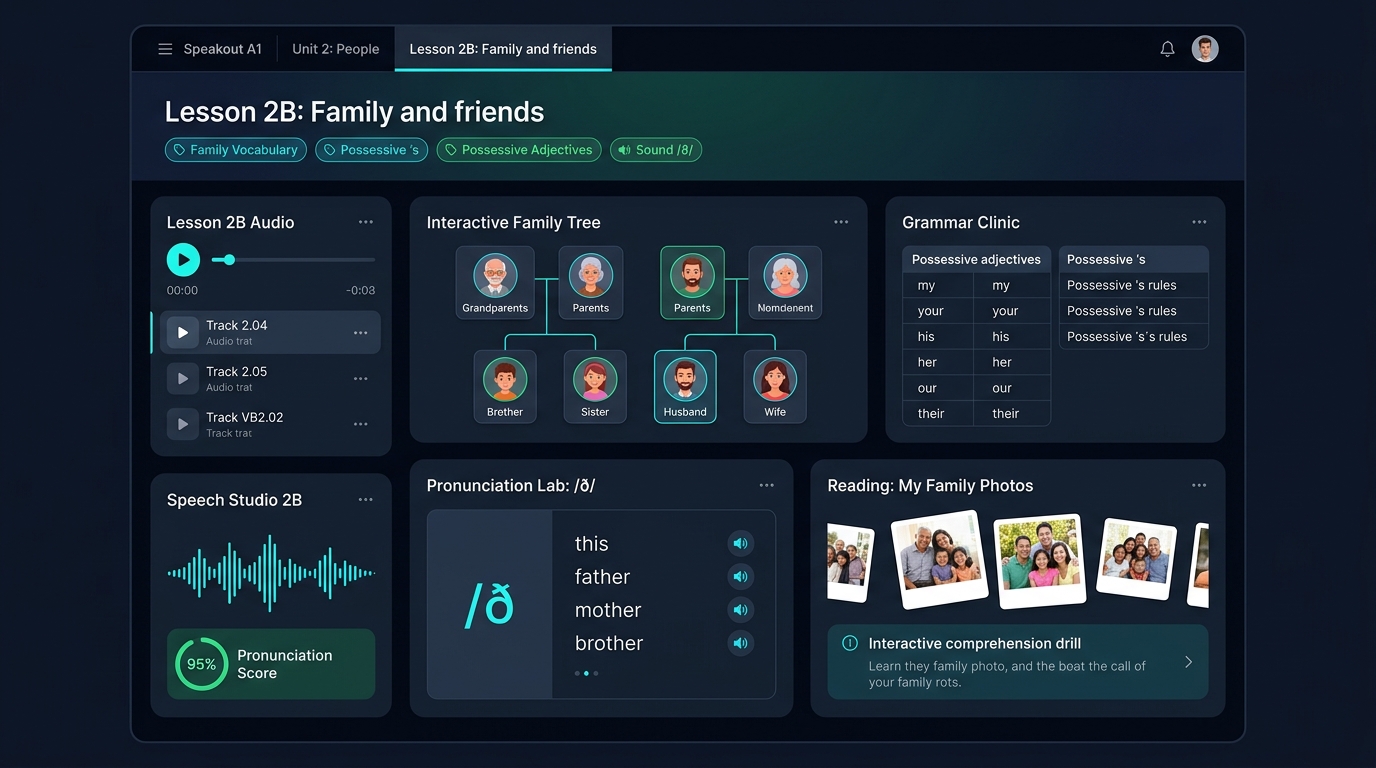 Speakout A1
Unit 2: People
Lesson 2B: Family and friends
Lesson 2B: Family and friends
Family Vocabulary
Possessive 's
Possessive Adjectives
Sound /8/
Lesson 2B Audio
00:00
-0:03
Track 2.04
Audio trat
Track 2.05
Audio trat
Track VB2.02
Track trat
Interactive Family Tree
Grandparents
Parents
Parents
Nomdenent
Brether
Sister
Husband
Wife
Grammar Clinic
Possessive adjectives
my my
your your
his his
her her
our our
their their
Possessive 's
Possessive 's rules
Possessive 's rules
Possessive 's's rules
Speech Studio 2B
95%
Pronunciation
Score
Pronunciation Lab: /ð/
/ð
this
father
mother
brother
Reading: My Family Photos
Interactive comprehension drill
Learn they family photo, and the boat the call of
your family rots.